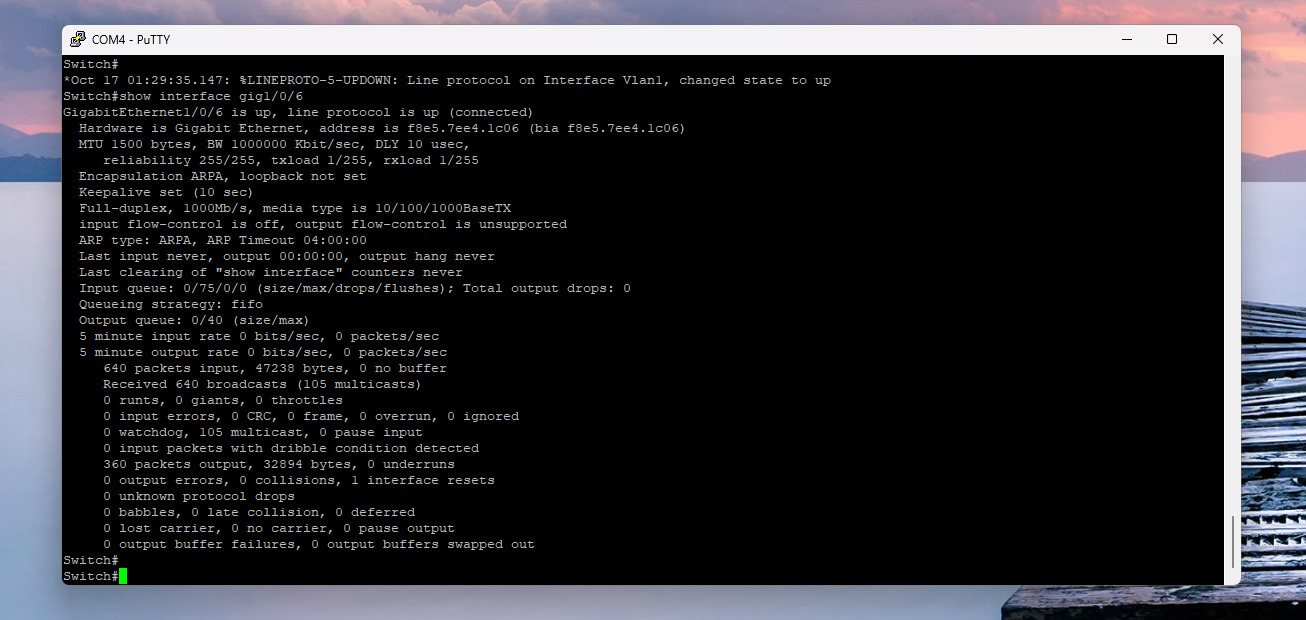 COM4 - PuTTY
Switch#
*Oct 17 01:29:35.147: %LINEPROTO-5-UPDOWN: Line protocol on Interface Vlan1, changed state to up
Switch#show interface gig1/0/6
GigabitEthernet1/0/6 is up, line protocol is up (connected)
  Hardware is Gigabit Ethernet, address is f8e5.7ee4.1c06 (bia f8e5.7ee4.1c06)
  MTU 1500 bytes, BW 1000000 Kbit/sec, DLY 10 usec,
     reliability 255/255, txload 1/255, rxload 1/255
  Encapsulation ARPA, loopback not set
  Keepalive set (10 sec)
  Full-duplex, 1000Mb/s, media type is 10/100/1000BaseTX
  input flow-control is off, output flow-control is unsupported
  ARP type: ARPA, ARP Timeout 04:00:00
  Last input never, output 00:00:00, output hang never
  Last clearing of "show interface" counters never
  Input queue: 0/75/0/0 (size/max/drops/flushes); Total output drops: 0
  Queueing strategy: fifo
  Output queue: 0/40 (size/max)
  5 minute input rate 0 bits/sec, 0 packets/sec
  5 minute output rate 0 bits/sec, 0 packets/sec
     640 packets input, 47238 bytes, 0 no buffer
     Received 640 broadcasts (105 multicasts)
     0 runts, 0 giants, 0 throttles
     0 input errors, 0 CRC, 0 frame, 0 overrun, 0 ignored
     0 watchdog, 105 multicast, 0 pause input
     0 input packets with dribble condition detected
     360 packets output, 32894 bytes, 0 underruns
     0 output errors, 0 collisions, 1 interface resets
     0 unknown protocol drops
     0 babbles, 0 late collision, 0 deferred
     0 lost carrier, 0 no carrier, 0 pause output
     0 output buffer failures, 0 output buffers swapped out
Switch#
Switch#